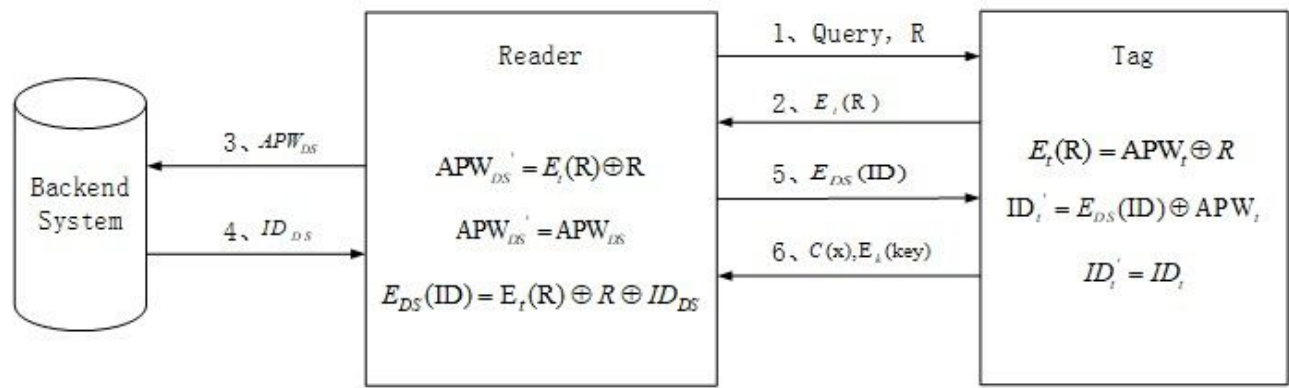 Backend
System
3、APW_DS
4、ID_DS
Reader
APW_DS' = E_t(R)⊕R
APW_DS' = APW_DS
E_DS(ID) = E_t(R) ⊕ R ⊕ ID_DS
1、Query, R
2、E_t(R)
5、E_DS(ID)
6、C(x),E_k(key)
Tag
E_t(R) = APW_t ⊕ R
ID_t' = E_DS(ID) ⊕ APW_t
ID_t' = ID_t